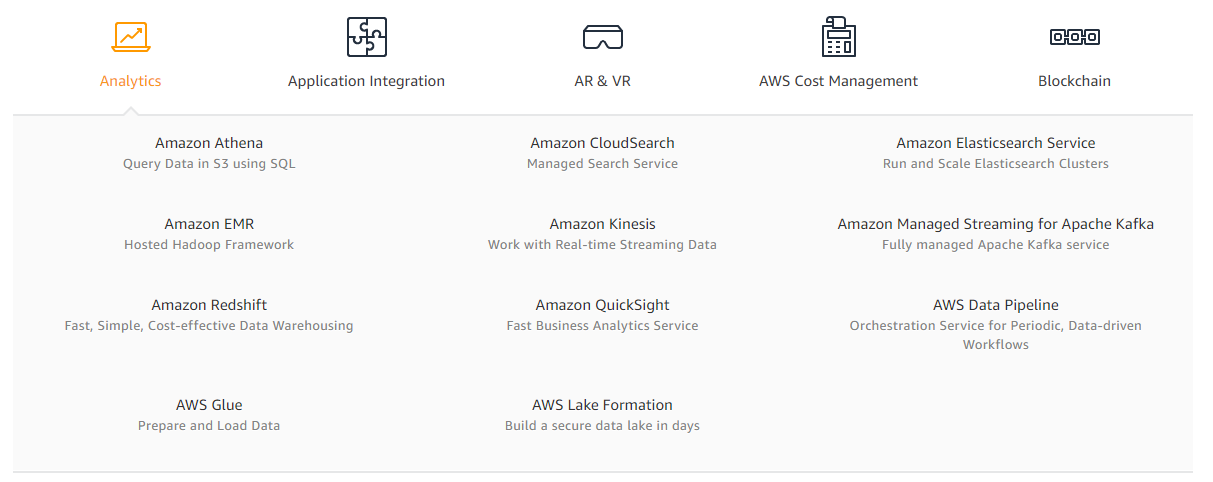 Analytics
Application Integration
AR & VR
AWS Cost Management
Blockchain
Amazon Athena
Query Data in S3 using SQL
Amazon CloudSearch
Managed Search Service
Amazon Elasticsearch Service
Run and Scale Elasticsearch Clusters
Amazon EMR
Hosted Hadoop Framework
Amazon Kinesis
Work with Real-time Streaming Data
Amazon Managed Streaming for Apache Kafka
Fully managed Apache Kafka service
Amazon Redshift
Fast, Simple, Cost-effective Data Warehousing
Amazon QuickSight
Fast Business Analytics Service
AWS Data Pipeline
Orchestration Service for Periodic, Data-driven
Workflows
AWS Glue
Prepare and Load Data
AWS Lake Formation
Build a secure data lake in days